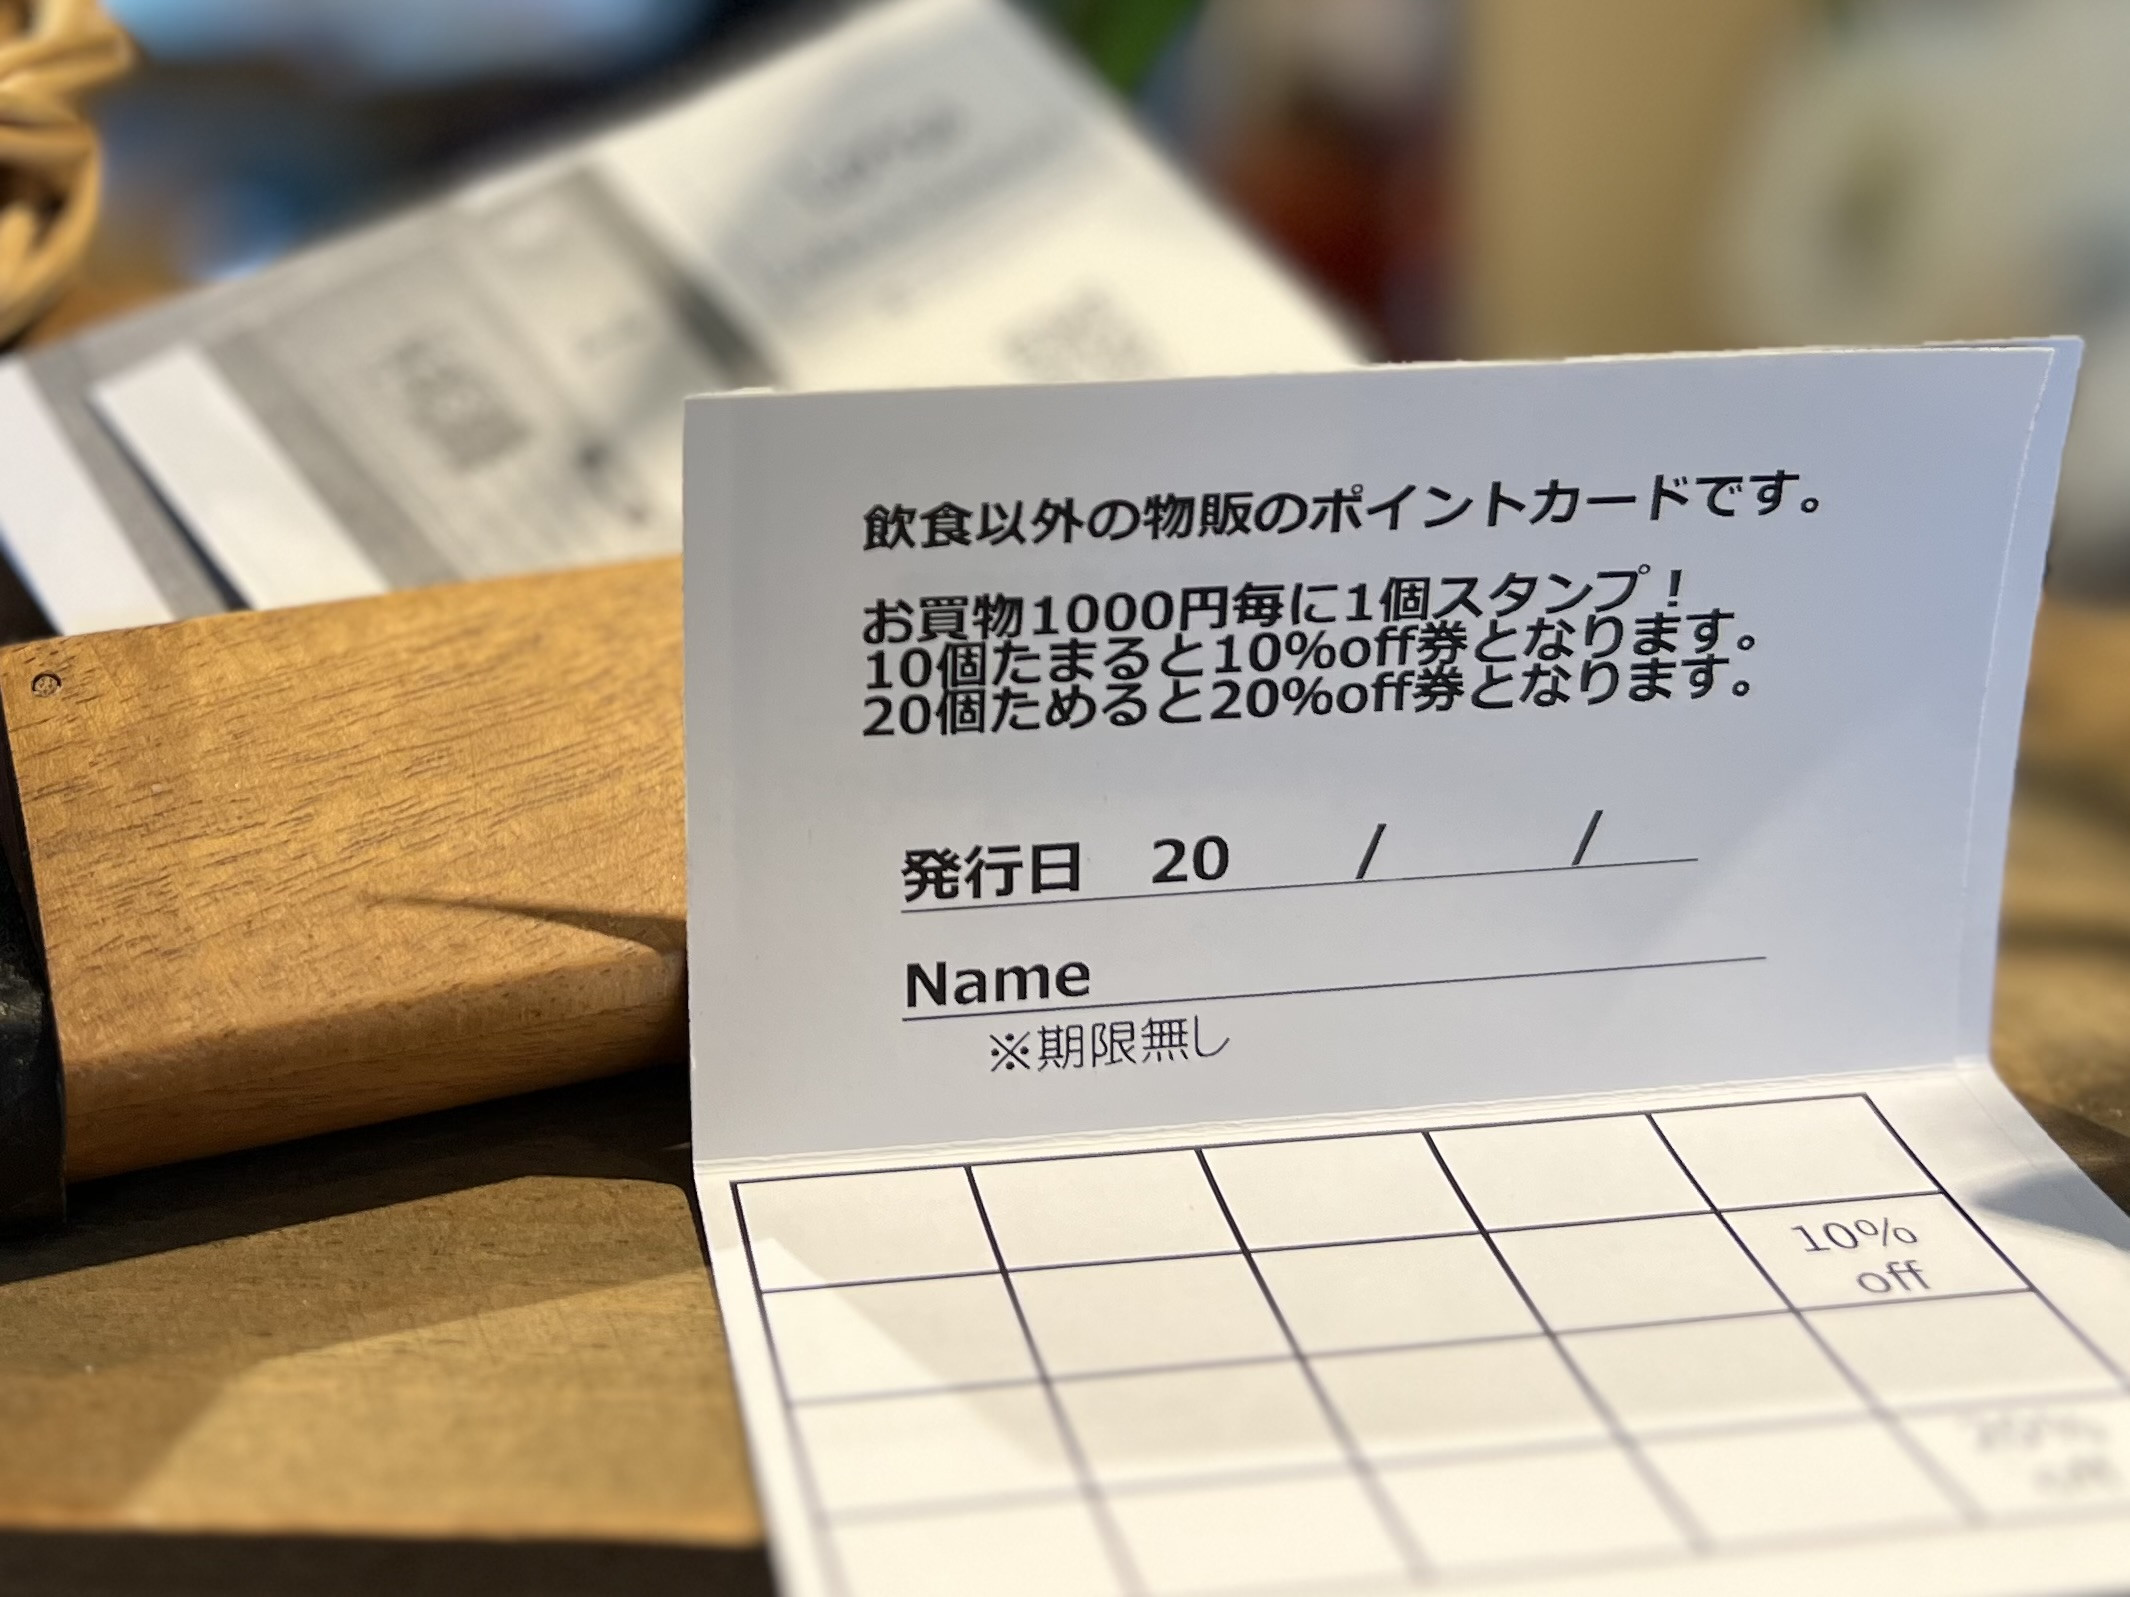 飲食以外の物販のポイントカードです。
お買物1000円毎に1個スタンプ！
10個たまると10%off券となります。
20個ためると20%off券となります。
発行日 20 / /
Name
※期限無し
10%
off